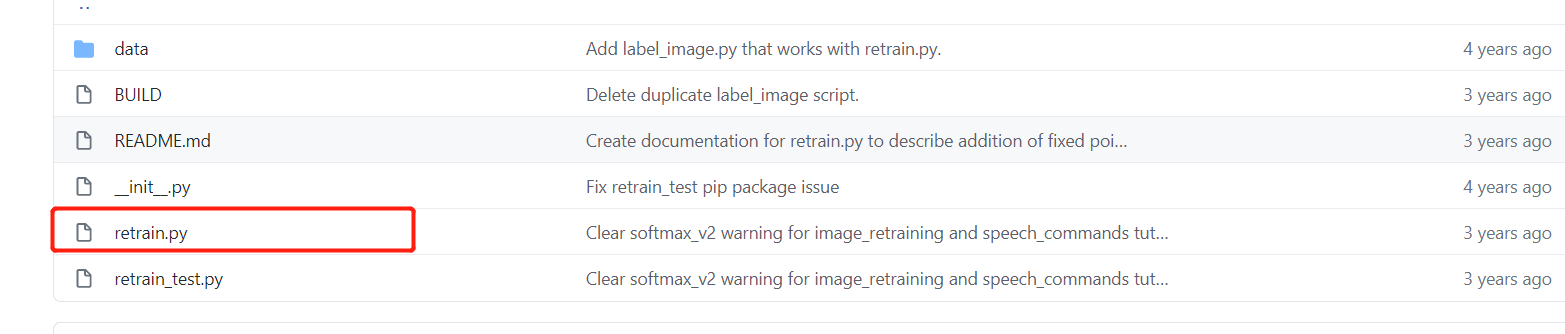 ..
data Add label_image.py that works with retrain.py. 4 years ago
BUILD Delete duplicate label_image script. 3 years ago
README.md Create documentation for retrain.py to describe addition of fixed poi... 3 years ago
__init__.py Fix retrain_test pip package issue 4 years ago
retrain.py Clear softmax_v2 warning for image_retraining and speech_commands tut... 3 years ago
retrain_test.py Clear softmax_v2 warning for image_retraining and speech_commands tut... 3 years ago